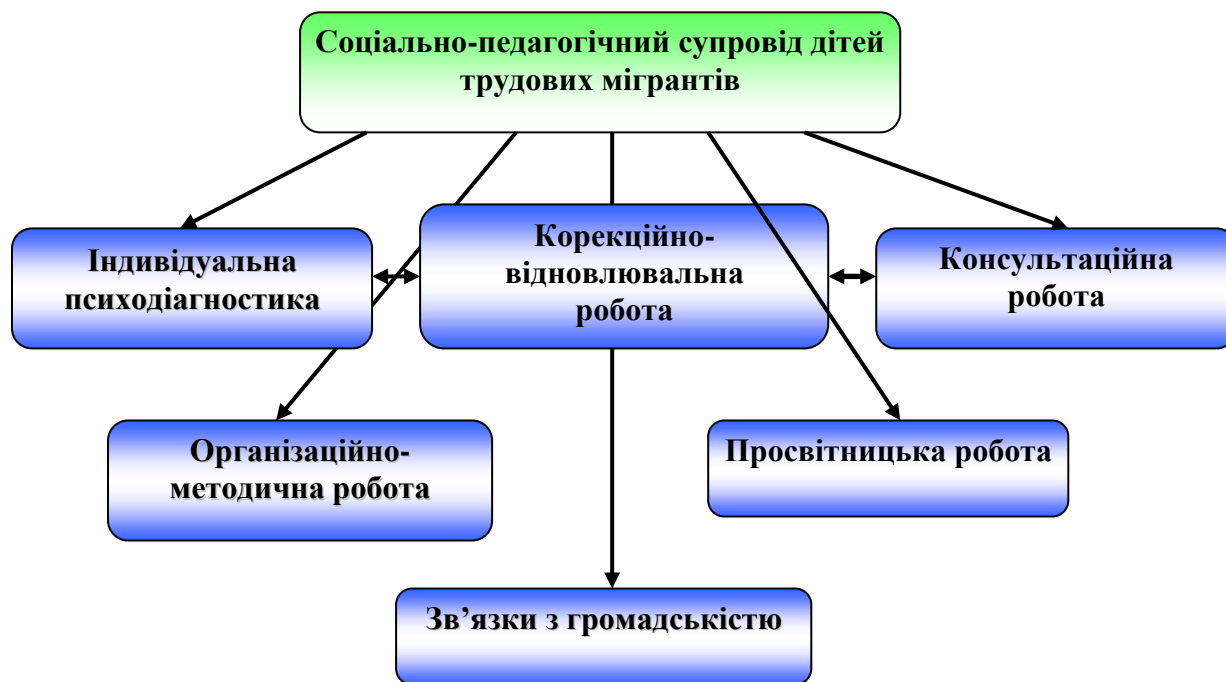 Соціально-педагогічний супровід дітей
трудових мігрантів
Індивідуальна
психодіагностика
Корекційно-
відновлювальна
робота
Консультаційна
робота
Організаційно-
методична робота
Просвітницька робота
Зв’язки з громадськістю